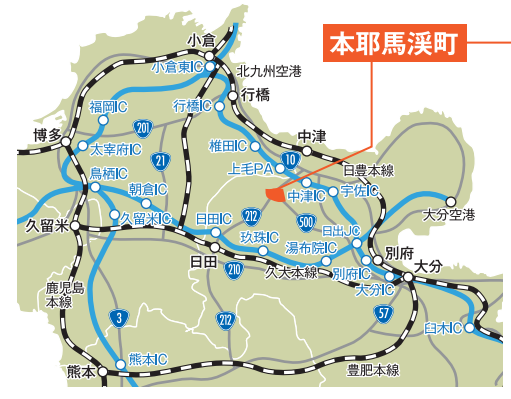 小倉
本耶馬渓町
小倉東IC
北九州空港
行橋IC
行橋
福岡IC
201
博多
太宰府IC
21
椎田IC
中津
10
上毛PA
日豊本線
鳥栖IC
朝倉IC
中津IC
宇佐IC
久留米
久留米IC
日田IC
212
500
大分空港
日出JC
玖珠IC
湯布院IC
別府
日田
210
久大本線
別府IC
大分
鹿児島
本線
大分IC
3
212
57
臼木IC
熊本IC
熊本
豊肥本線